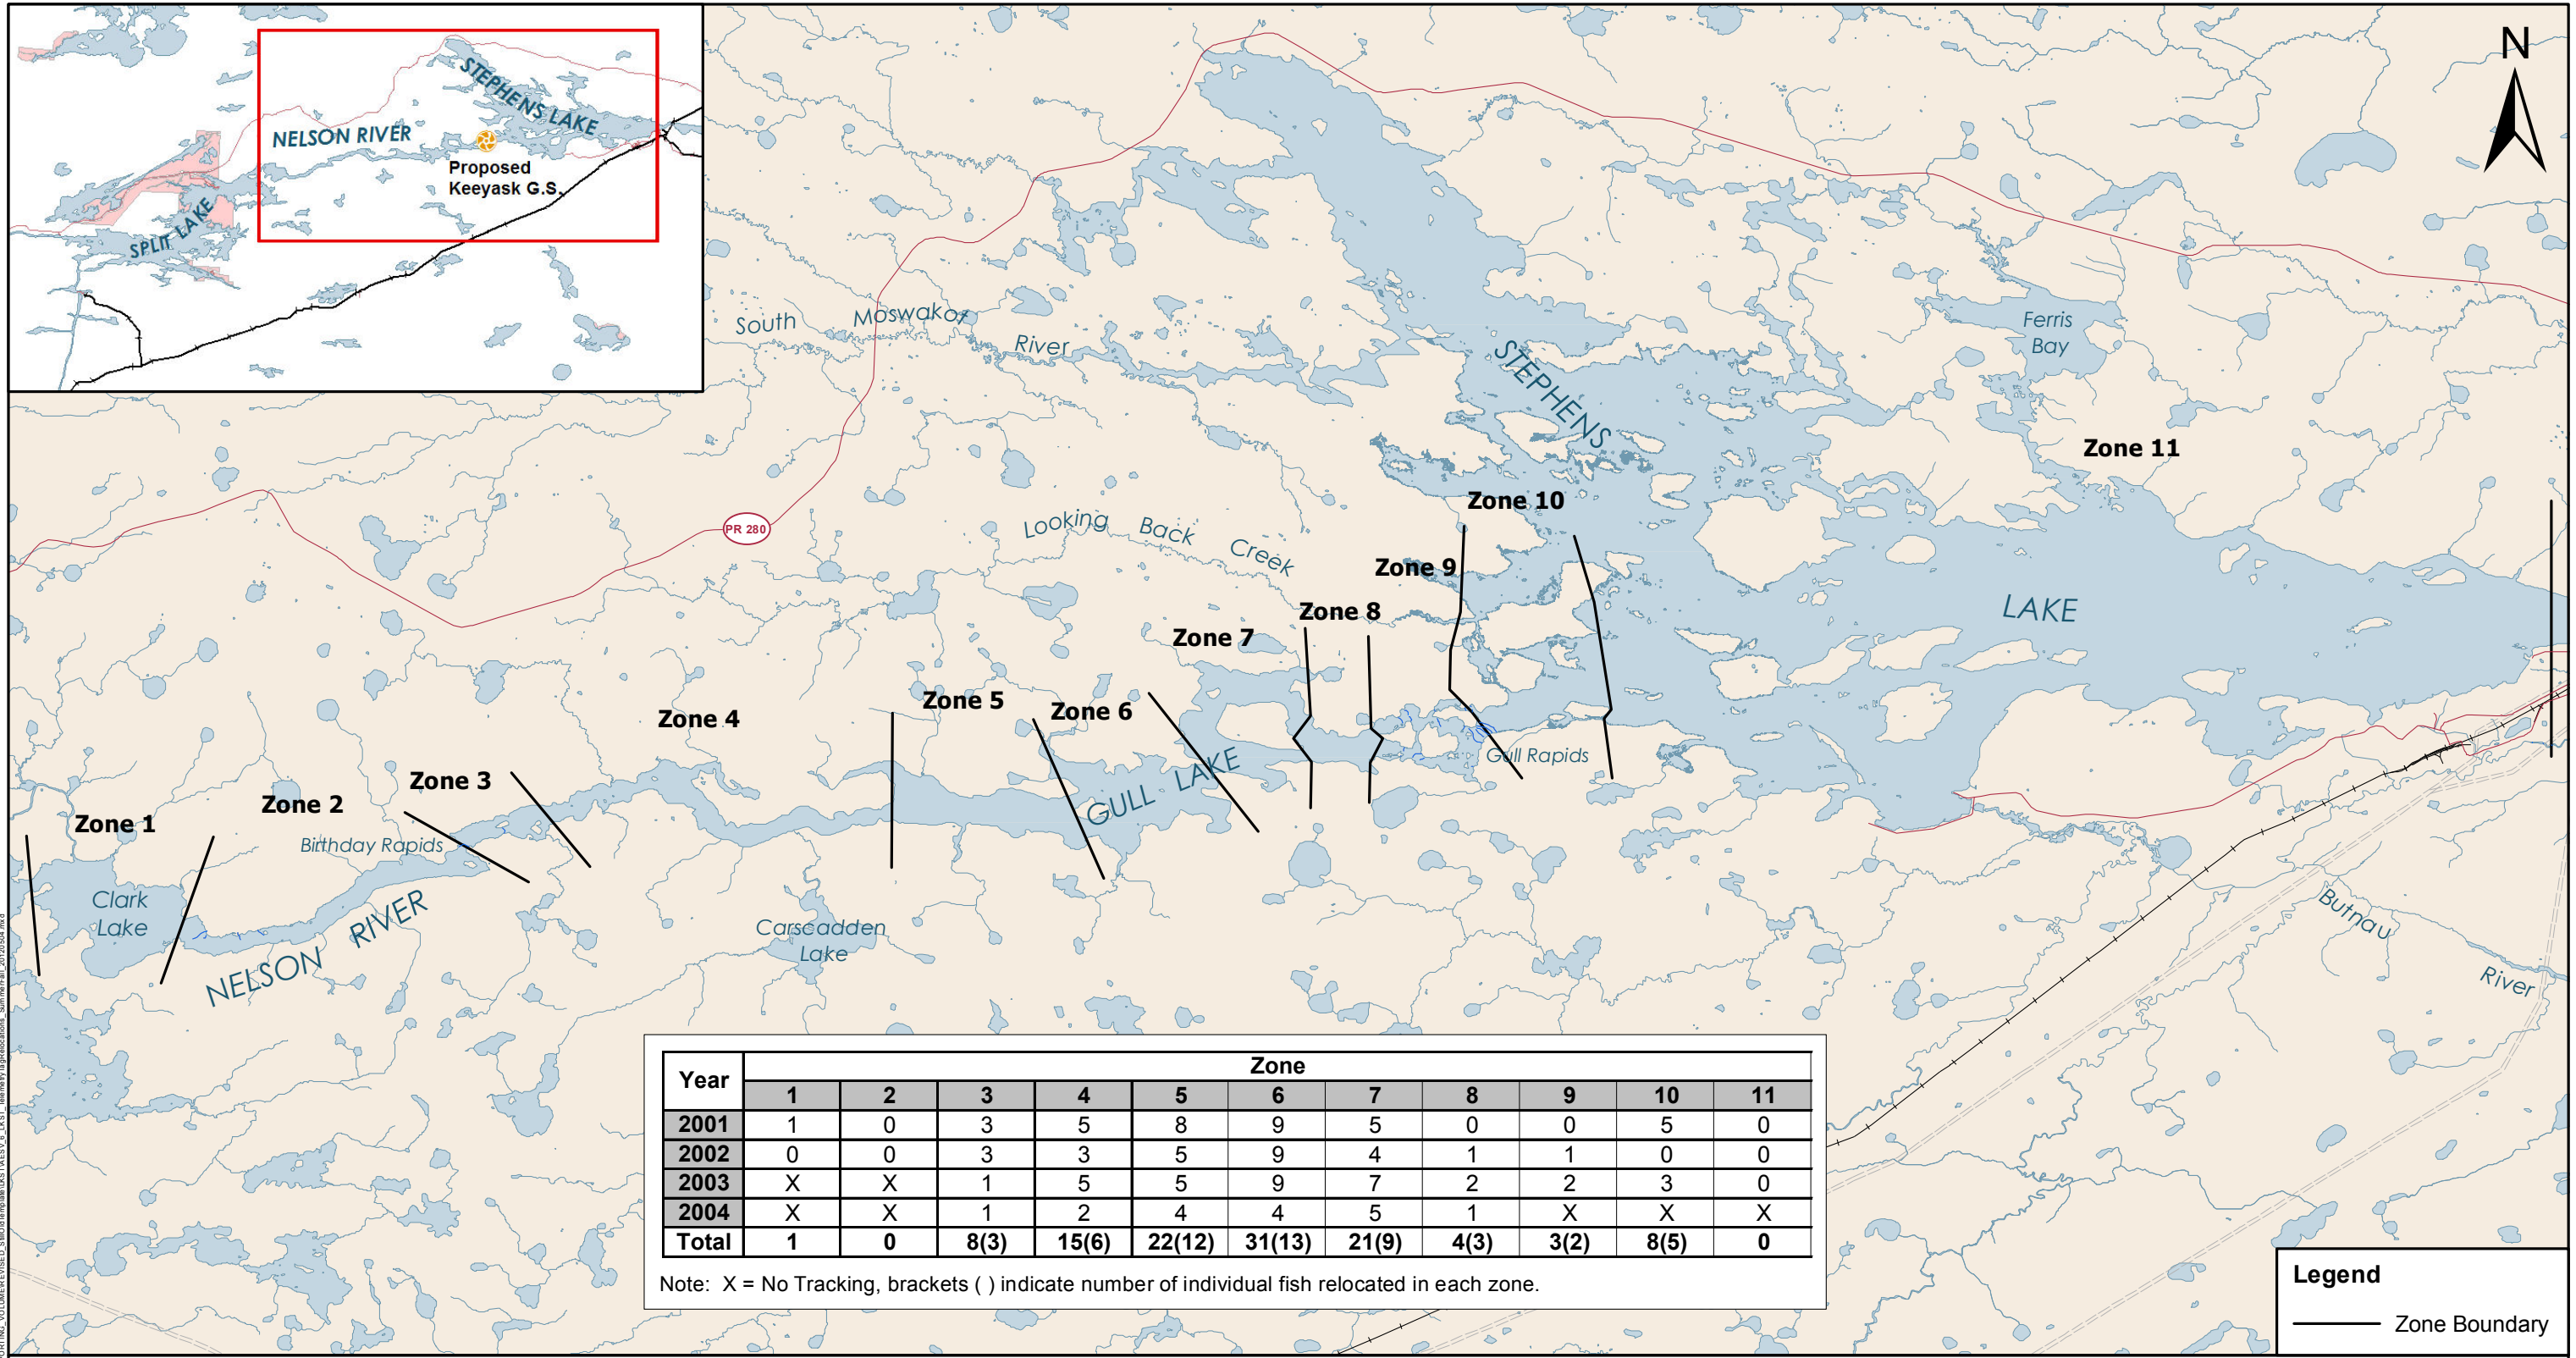 STEPHENS LAKE
NELSON RIVER
Proposed
Keeyask G.S.
SPLIT LAKE
N
South Moswakot River
Ferris
Bay
STEPHENS
LAKE
Zone 11
Zone 10
PR 280
Looking Back Creek
Zone 9
Zone 8
Zone 7
Zone 5
Zone 6
Zone 4
Gull Rapids
GULL LAKE
Zone 3
Zone 2
Zone 1
Birthday Rapids
Clark
Lake
NELSON RIVER
Carscadden
Lake
Butnau
River
Year Zone
1 2 3 4 5 6 7 8 9 10 11
2001 1 0 3 5 8 9 5 0 0 5 0
2002 0 0 3 3 5 9 4 1 1 0 0
2003 X X 1 5 5 9 7 2 2 3 0
2004 X X 1 2 4 4 5 1 X X X
Total 1 0 8(3) 15(6) 22(12) 31(13) 21(9) 4(3) 3(2) 8(5) 0
Note: X = No Tracking, brackets ( ) indicate number of individual fish relocated in each zone.
Legend
Zone Boundary